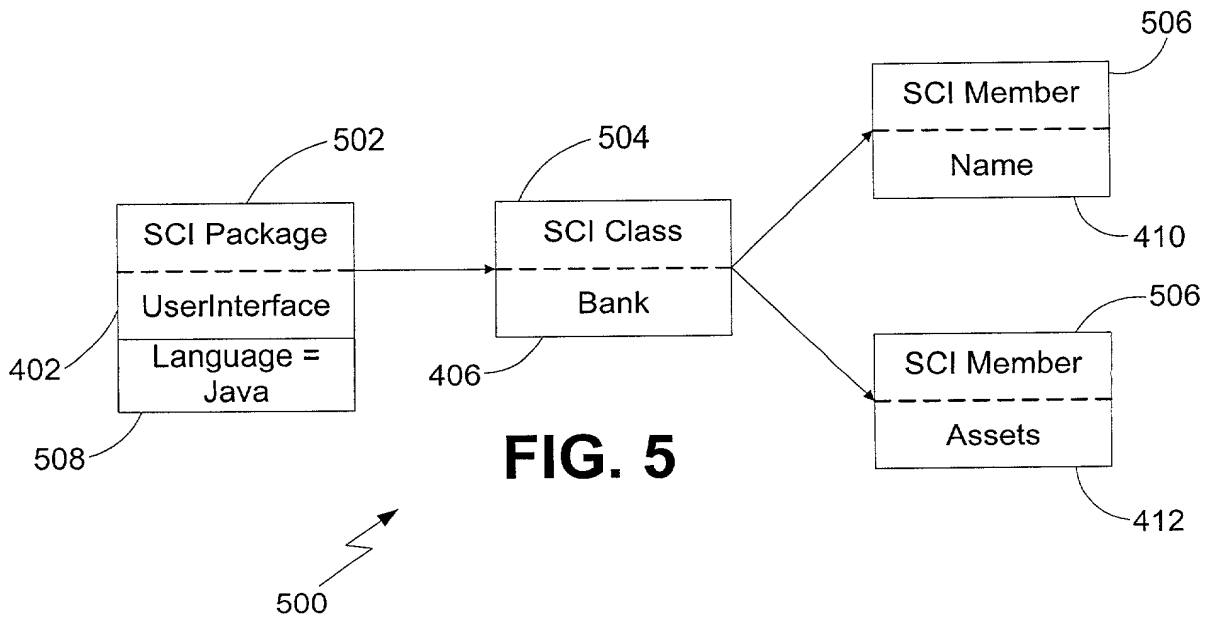 506
SCI Member
Name
410
502
SCI Package
UserInterface
402
Language =
Java
508
504
SCI Class
Bank
406
506
SCI Member
Assets
412
FIG. 5
500